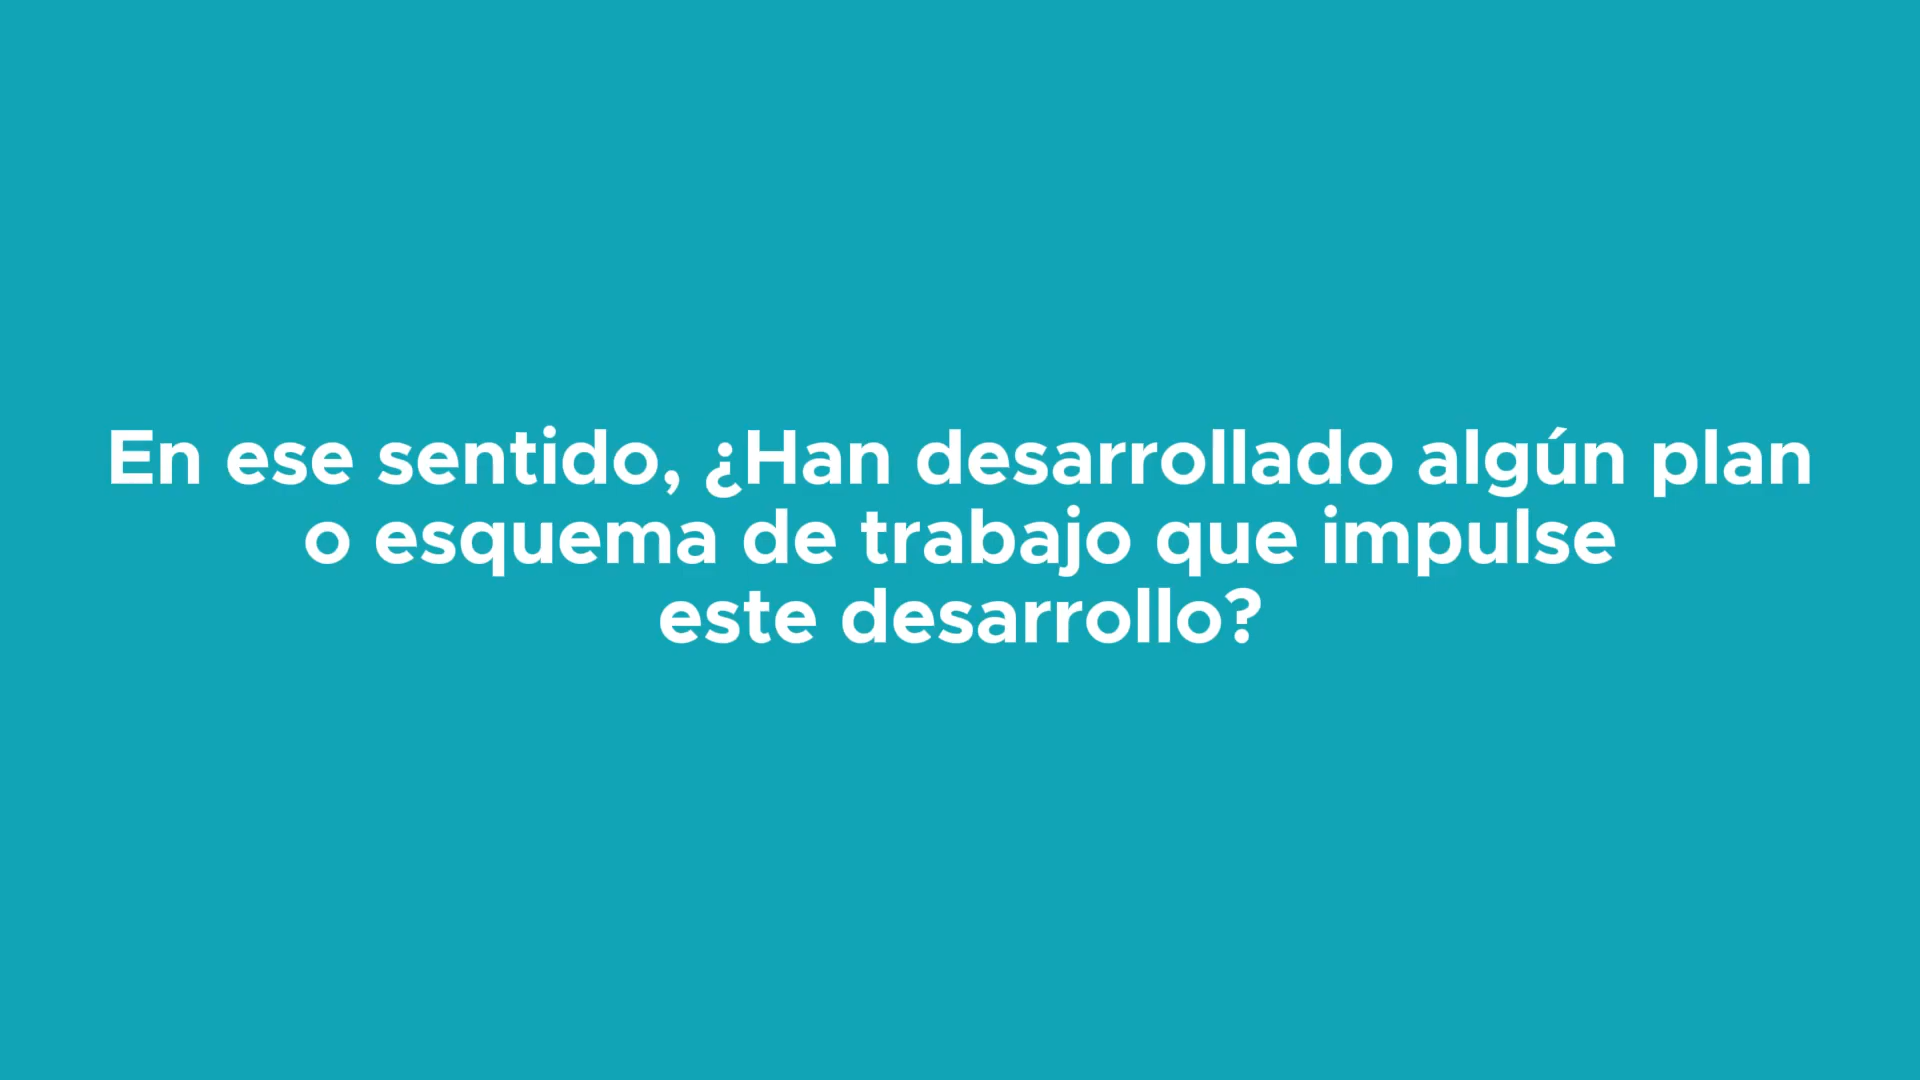 En ese sentido, ¿Han desarrollado algún plan
o esquema de trabajo que impulse
este desarrollo?